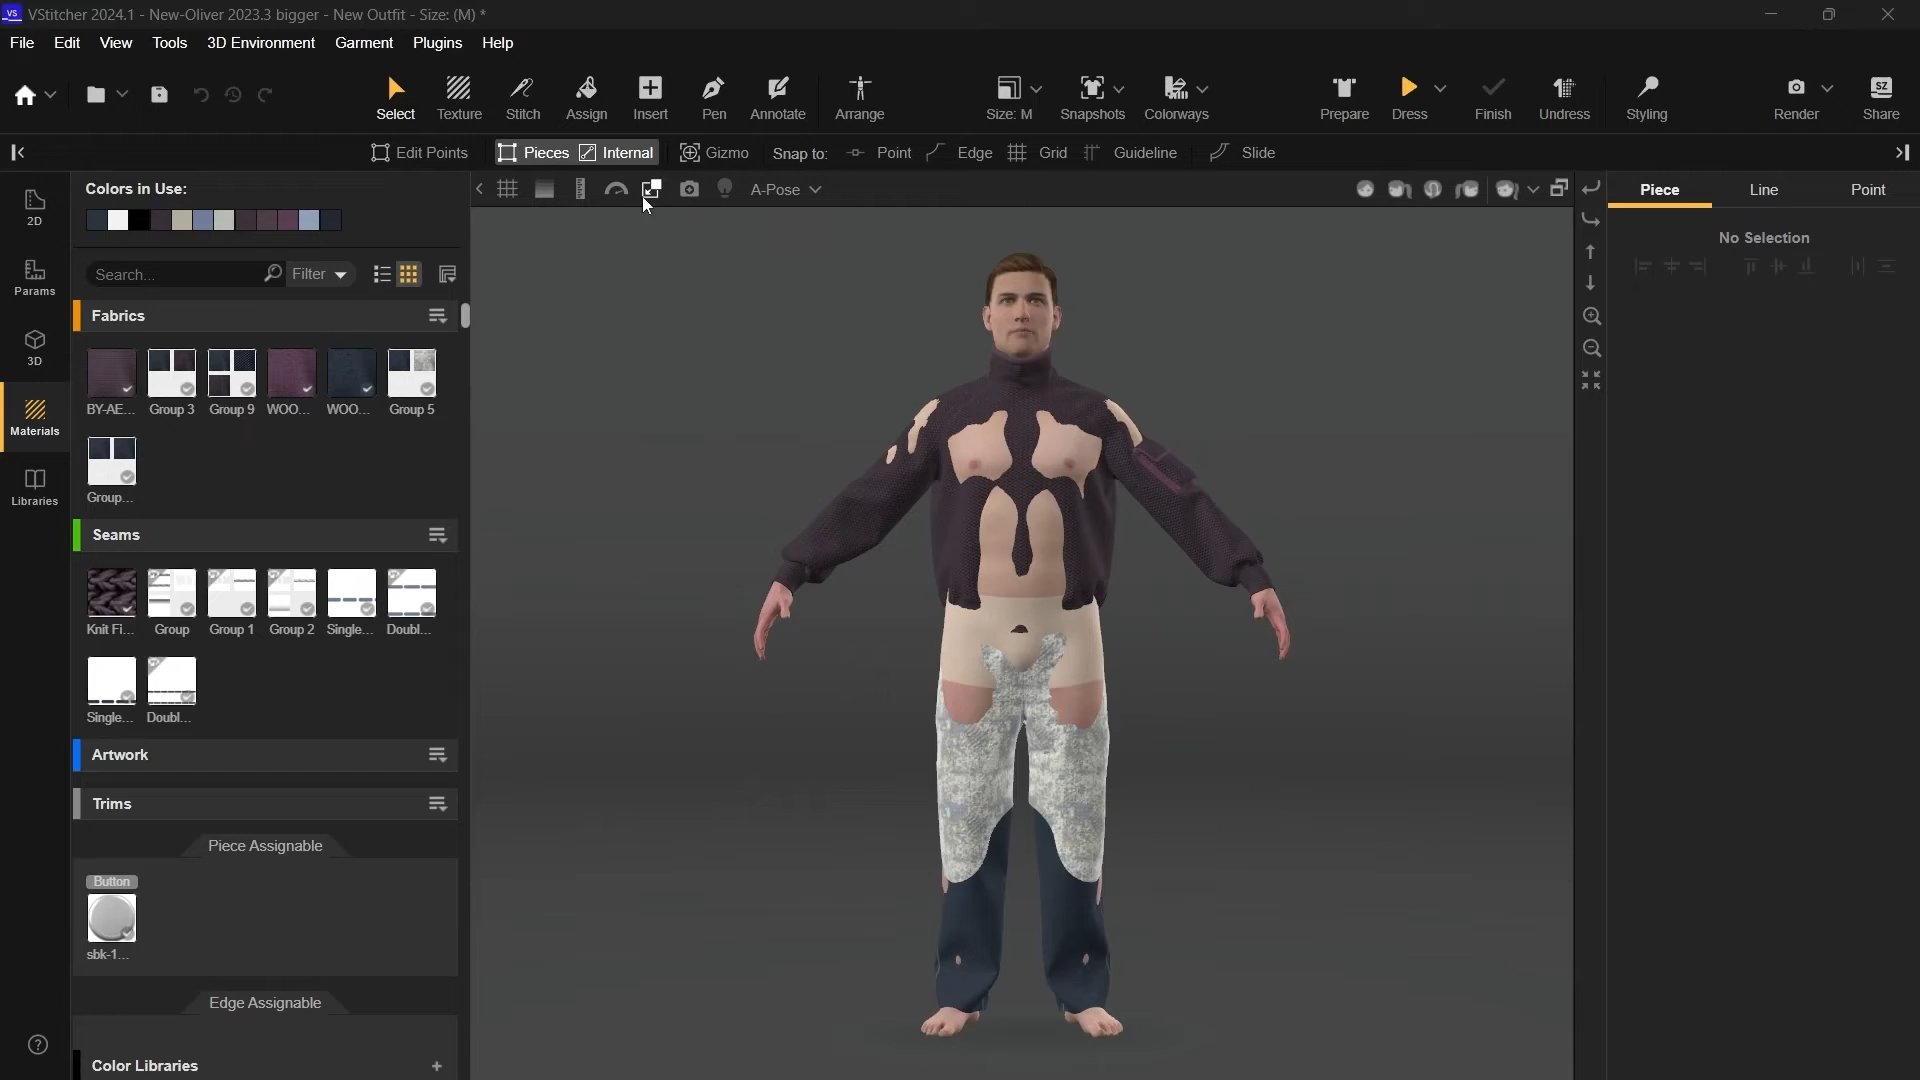 VS VStitcher 2024.1 - New-Oliver 2023.3 bigger - New Outfit - Size: (M) *
File Edit View Tools 3D Environment Garment Plugins Help
Select Texture Stitch Assign Insert Pen Annotate Arrange Size: M Snapshots Colorways Prepare Dress Finish Undress Styling Render SZ Share
Edit Points Pieces Internal Gizmo Snap to: Point Edge Grid Guideline Slide
2D
Params
3D
Materials
Libraries
Colors in Use:
Search... Filter
Fabrics
BY-AE... Group 3 Group 9 WOO... WOO... Group 5
Group...
Seams
Knit Fi... Group Group 1 Group 2 Single... Doubl...
Single... Doubl...
Artwork
Trims
Piece Assignable
Button
sbk-1...
Edge Assignable
Color Libraries +
A-Pose
Piece Line Point
No Selection